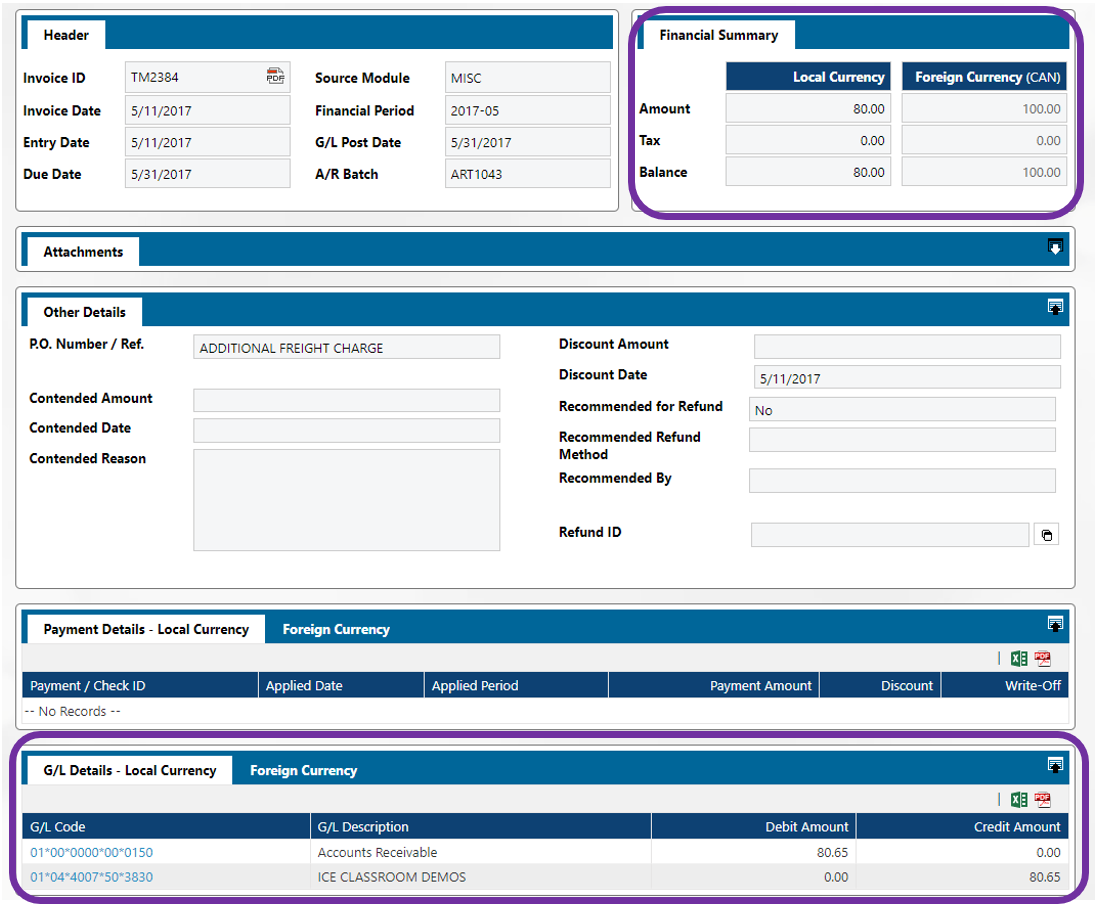 Header
Invoice ID TM2384 PDF Source Module MISC
Invoice Date 5/11/2017 Financial Period 2017-05
Entry Date 5/11/2017 G/L Post Date 5/31/2017
Due Date 5/31/2017 A/R Batch ART1043
Financial Summary
Local Currency Foreign Currency (CAN)
Amount 80.00 100.00
Tax 0.00 0.00
Balance 80.00 100.00
Attachments
Other Details
P.O. Number / Ref. ADDITIONAL FREIGHT CHARGE
Contended Amount
Contended Date
Contended Reason
Discount Amount
Discount Date 5/11/2017
Recommended for Refund No
Recommended Refund
Method
Recommended By
Refund ID
Payment Details - Local Currency Foreign Currency
PDF
Payment / Check ID Applied Date Applied Period Payment Amount Discount Write-Off
-- No Records --
G/L Details - Local Currency Foreign Currency
PDF
G/L Code G/L Description Debit Amount Credit Amount
01*00*0000*00*0150 Accounts Receivable 80.65 0.00
01*04*4007*50*3830 ICE CLASSROOM DEMOS 0.00 80.65